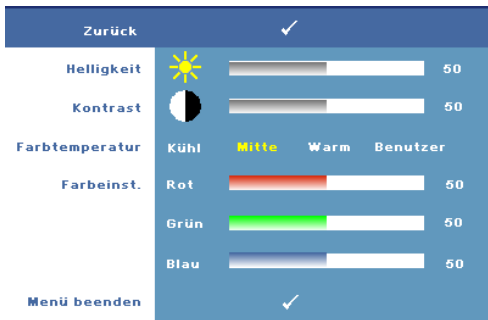 Zurück
Helligkeit 50
Kontrast 50
Farbtemperatur Kühl Mitte Warm Benutzer
Farbeinst. Rot 50
Grün 50
Blau 50
Menü beenden